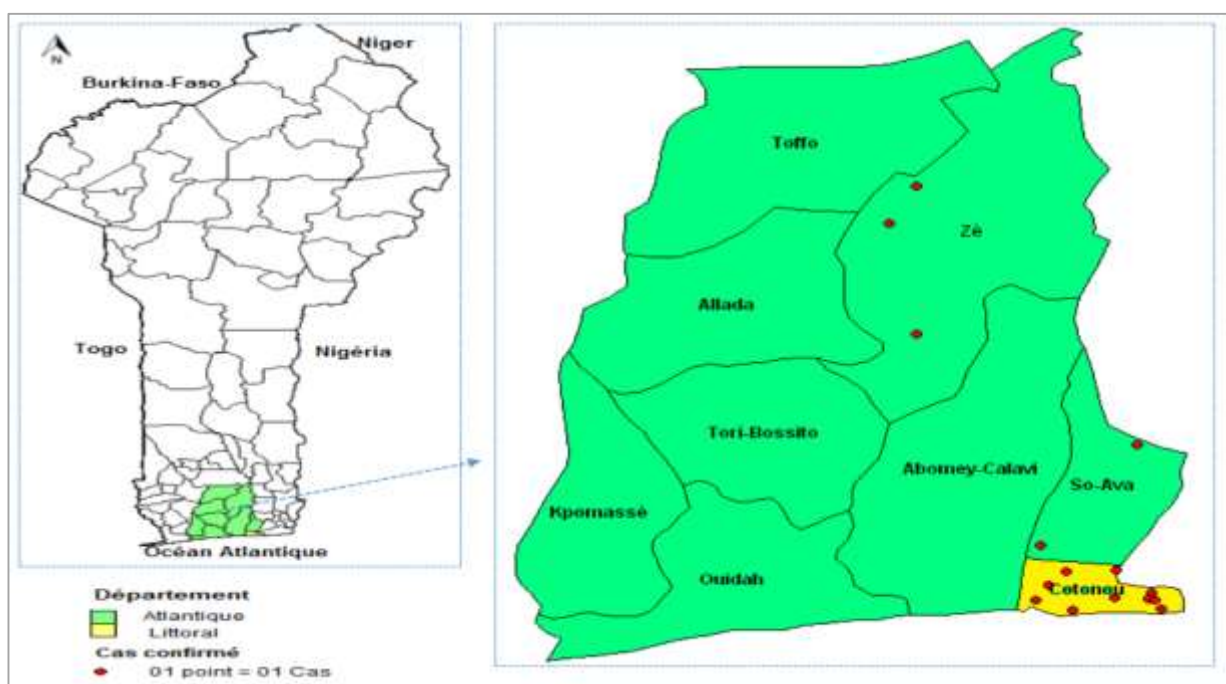 N
Niger
Burkina-Faso
Togo
Nigéria
Océan Atlantique
Département
Atlantique
Littoral
Cas confirmé
01 point = 01 Cas
Toffo
Zè
Allada
Tori-Bossito
Abomey-Calavi
So-Ava
Kpomassè
Ouidah
Cotonou